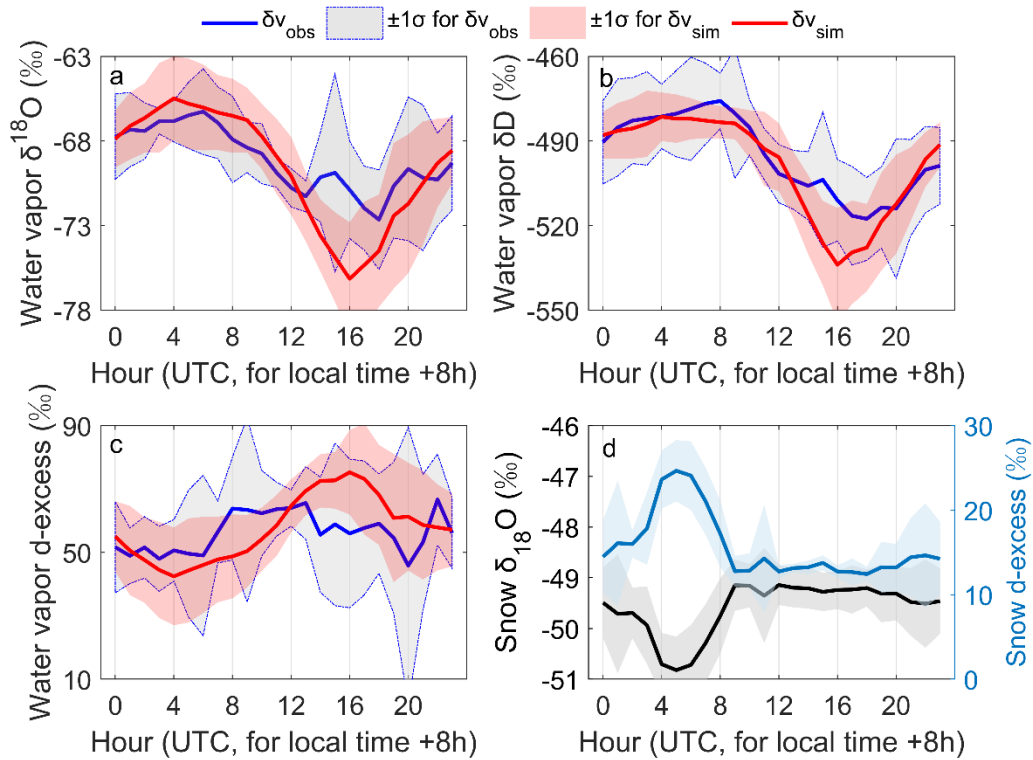 δv_obs ±1σ for δv_obs ±1σ for δv_sim δv_sim
a
Water vapor δ¹⁸O (‰)
-63
-68
-73
-78
0 4 8 12 16 20
Hour (UTC, for local time +8h)
b
Water vapor δD (‰)
-460
-490
-520
-550
0 4 8 12 16 20
Hour (UTC, for local time +8h)
c
Water vapor d-excess (‰)
90
50
10
0 4 8 12 16 20
Hour (UTC, for local time +8h)
d
Snow δ₁₈O (‰)
-46
-47
-48
-49
-50
-51
30
20
10
0
Snow d-excess (‰)
0 4 8 12 16 20
Hour (UTC, for local time +8h)